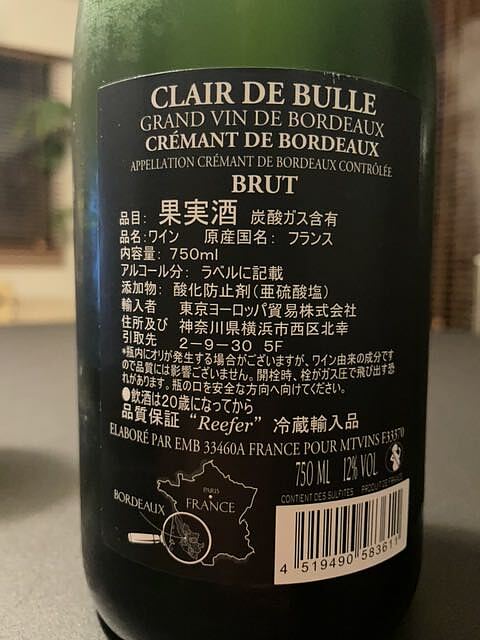 CLAIR DE BULLE
GRAND VIN DE BORDEAUX
CRÉMANT DE BORDEAUX
APPELLATION CRÉMANT DE BORDEAUX CONTRÔLÉE
BRUT
品目: 果実酒 炭酸ガス含有
品名:ワイン 原産国名: フランス
内容量: 750ml
アルコール分: ラベルに記載
添加物: 酸化防止剤(亜硫酸塩)
輸入者 東京ヨーロッパ貿易株式会社
住所及び 神奈川県横浜市西区北幸
引取先 2-9-30 5F
*瓶内にオリが発生する場合がございますが、ワイン由来の成分です
ので品質には影響ございません。開栓時、栓がガス圧で飛び出す恐
れがあります。瓶の口を安全な方向へ向けてください。
●飲酒は20歳になってから
品質保証 "Reefer" 冷蔵輸入品
ELABORÉ PAR EMB 33460A FRANCE POUR MTVINS F33370
750 ML 12% VOL
CONTIENT DES SULFITES PRODUIT DE FRANCE
PARIS
FRANCE
BORDEAUX
4 519490 583611